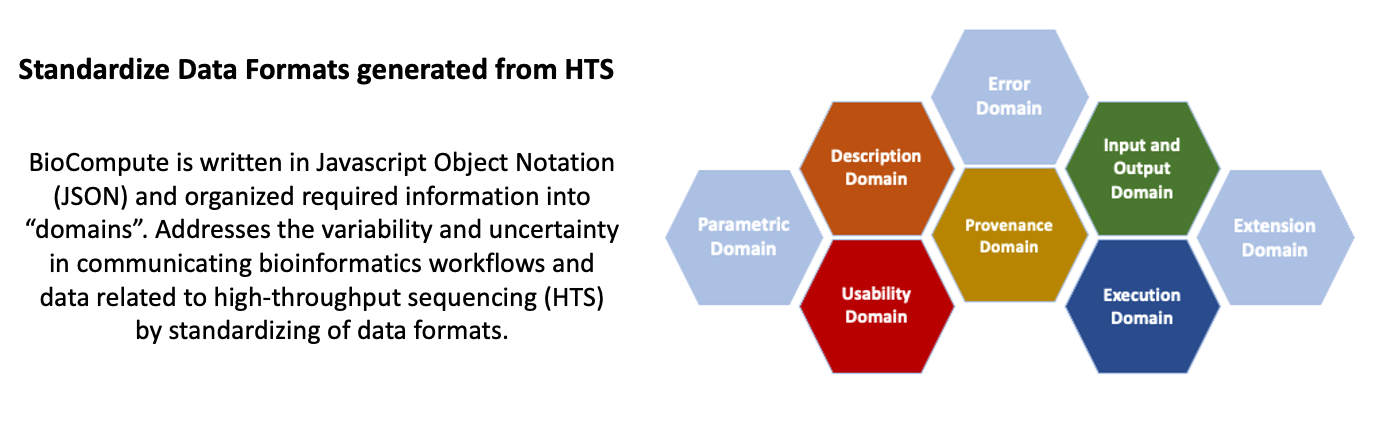 Standardize Data Formats generated from HTS
BioCompute is written in Javascript Object Notation
(JSON) and organized required information into
“domains”. Addresses the variability and uncertainty
in communicating bioinformatics workflows and
data related to high-throughput sequencing (HTS)
by standardizing of data formats.
Error
Domain
Description
Domain
Input and
Output
Domain
Parametric
Domain
Provenance
Domain
Extension
Domain
Usability
Domain
Execution
Domain